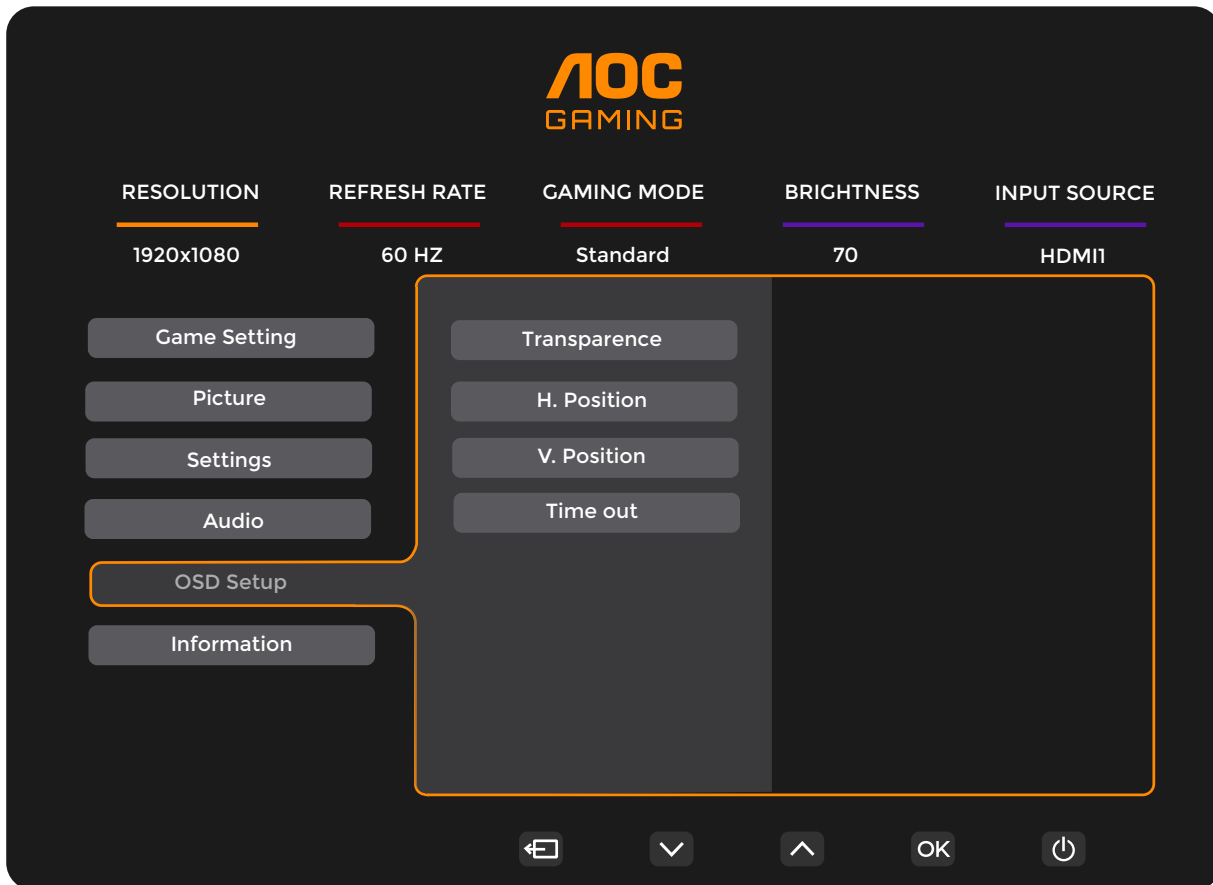 AOC
GAMING
RESOLUTION REFRESH RATE GAMING MODE BRIGHTNESS INPUT SOURCE
1920x1080 60 HZ Standard 70 HDMI1
Game Setting
Picture
Settings
Audio
OSD Setup
Information
Transparence
H. Position
V. Position
Time out
OK